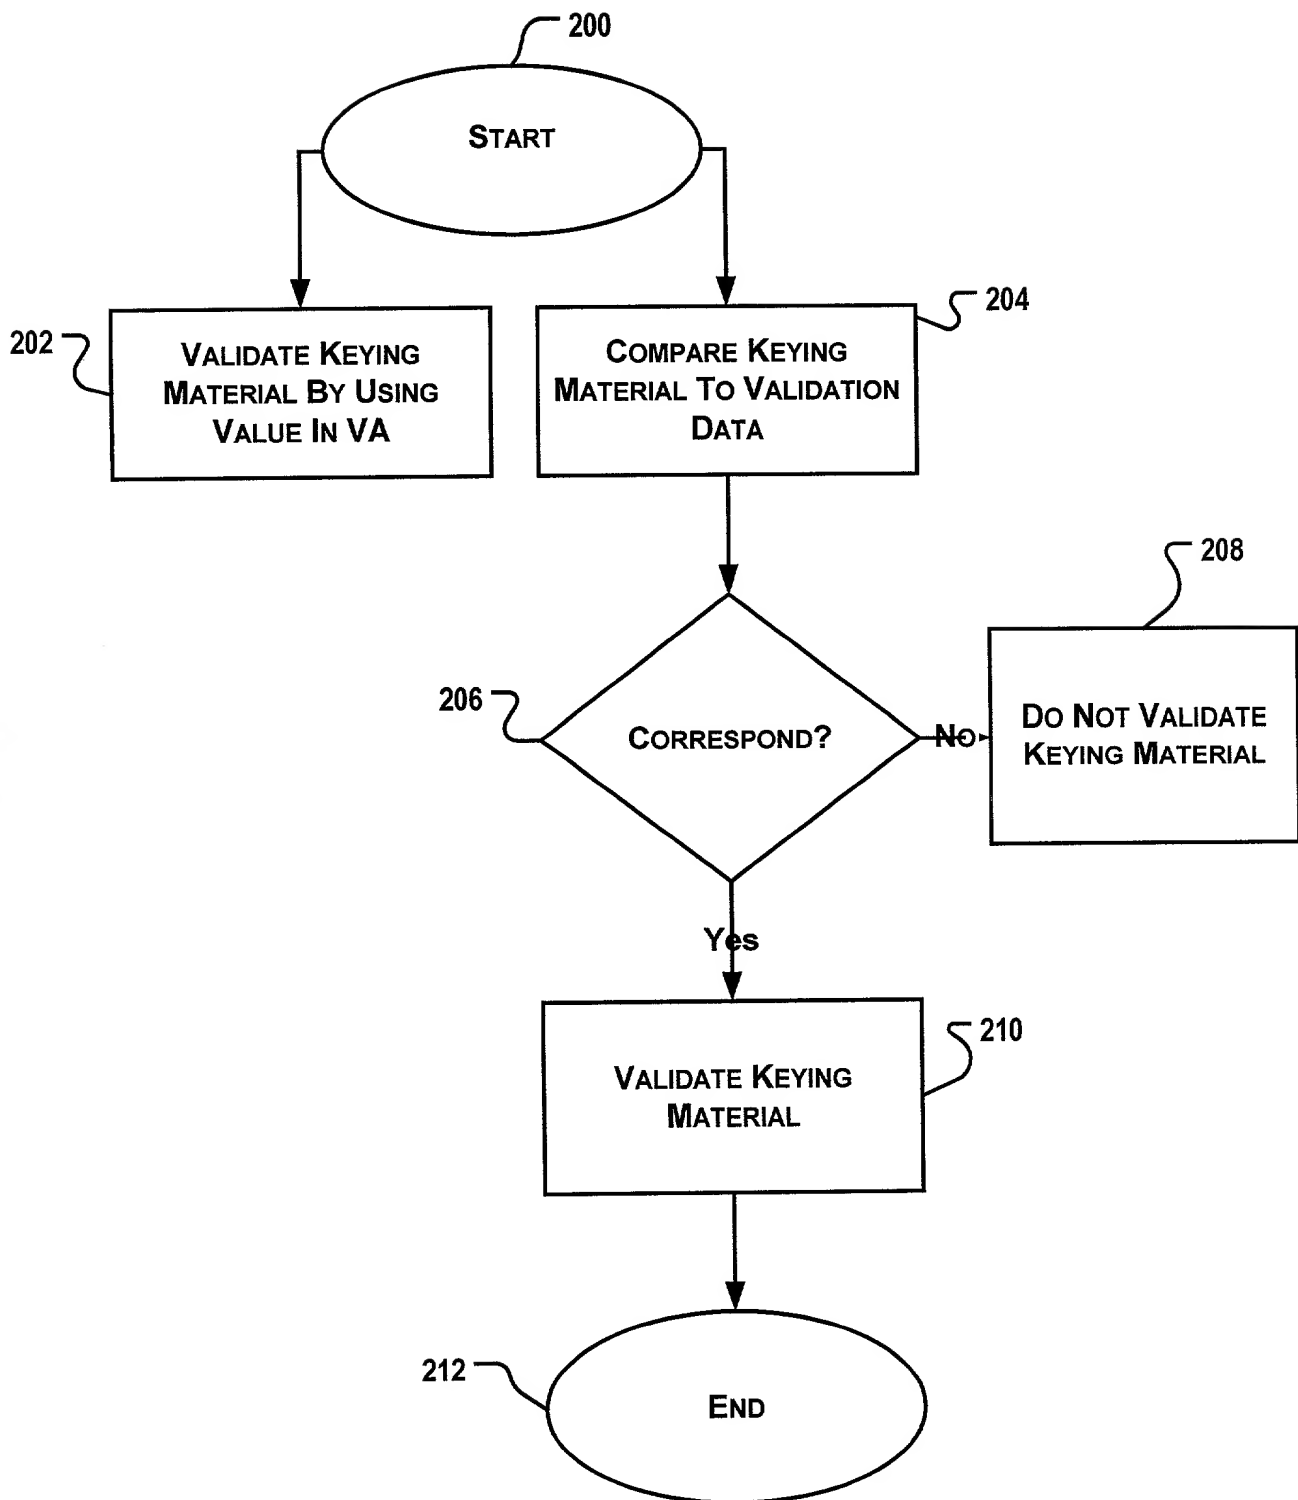 200
START
202
VALIDATE KEYING
MATERIAL BY USING
VALUE IN VA
204
COMPARE KEYING
MATERIAL TO VALIDATION
DATA
206
CORRESPOND?
No
208
DO NOT VALIDATE
KEYING MATERIAL
Yes
210
VALIDATE KEYING
MATERIAL
212
END